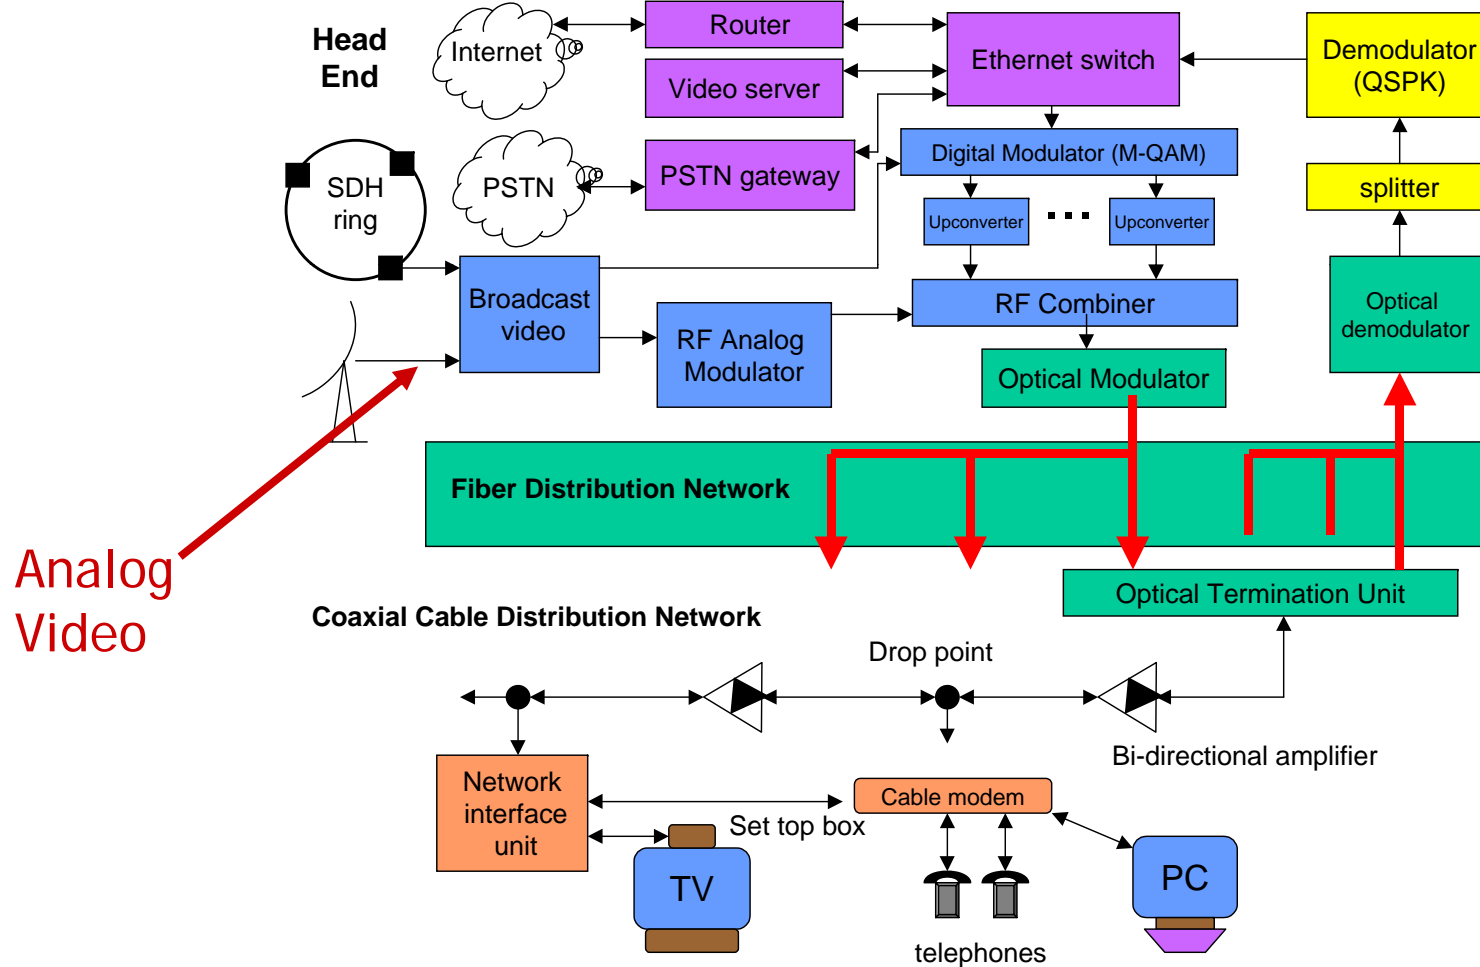 Head
End
Internet
Router
Ethernet switch
Demodulator
(QSPK)
Video server
SDH
ring
PSTN
PSTN gateway
Digital Modulator (M-QAM)
splitter
Upconverter
Upconverter
Broadcast
video
RF Analog
Modulator
RF Combiner
Optical
demodulator
Optical Modulator
Fiber Distribution Network
Analog
Video
Optical Termination Unit
Coaxial Cable Distribution Network
Drop point
Bi-directional amplifier
Network
interface
unit
Cable modem
Set top box
TV
PC
telephones